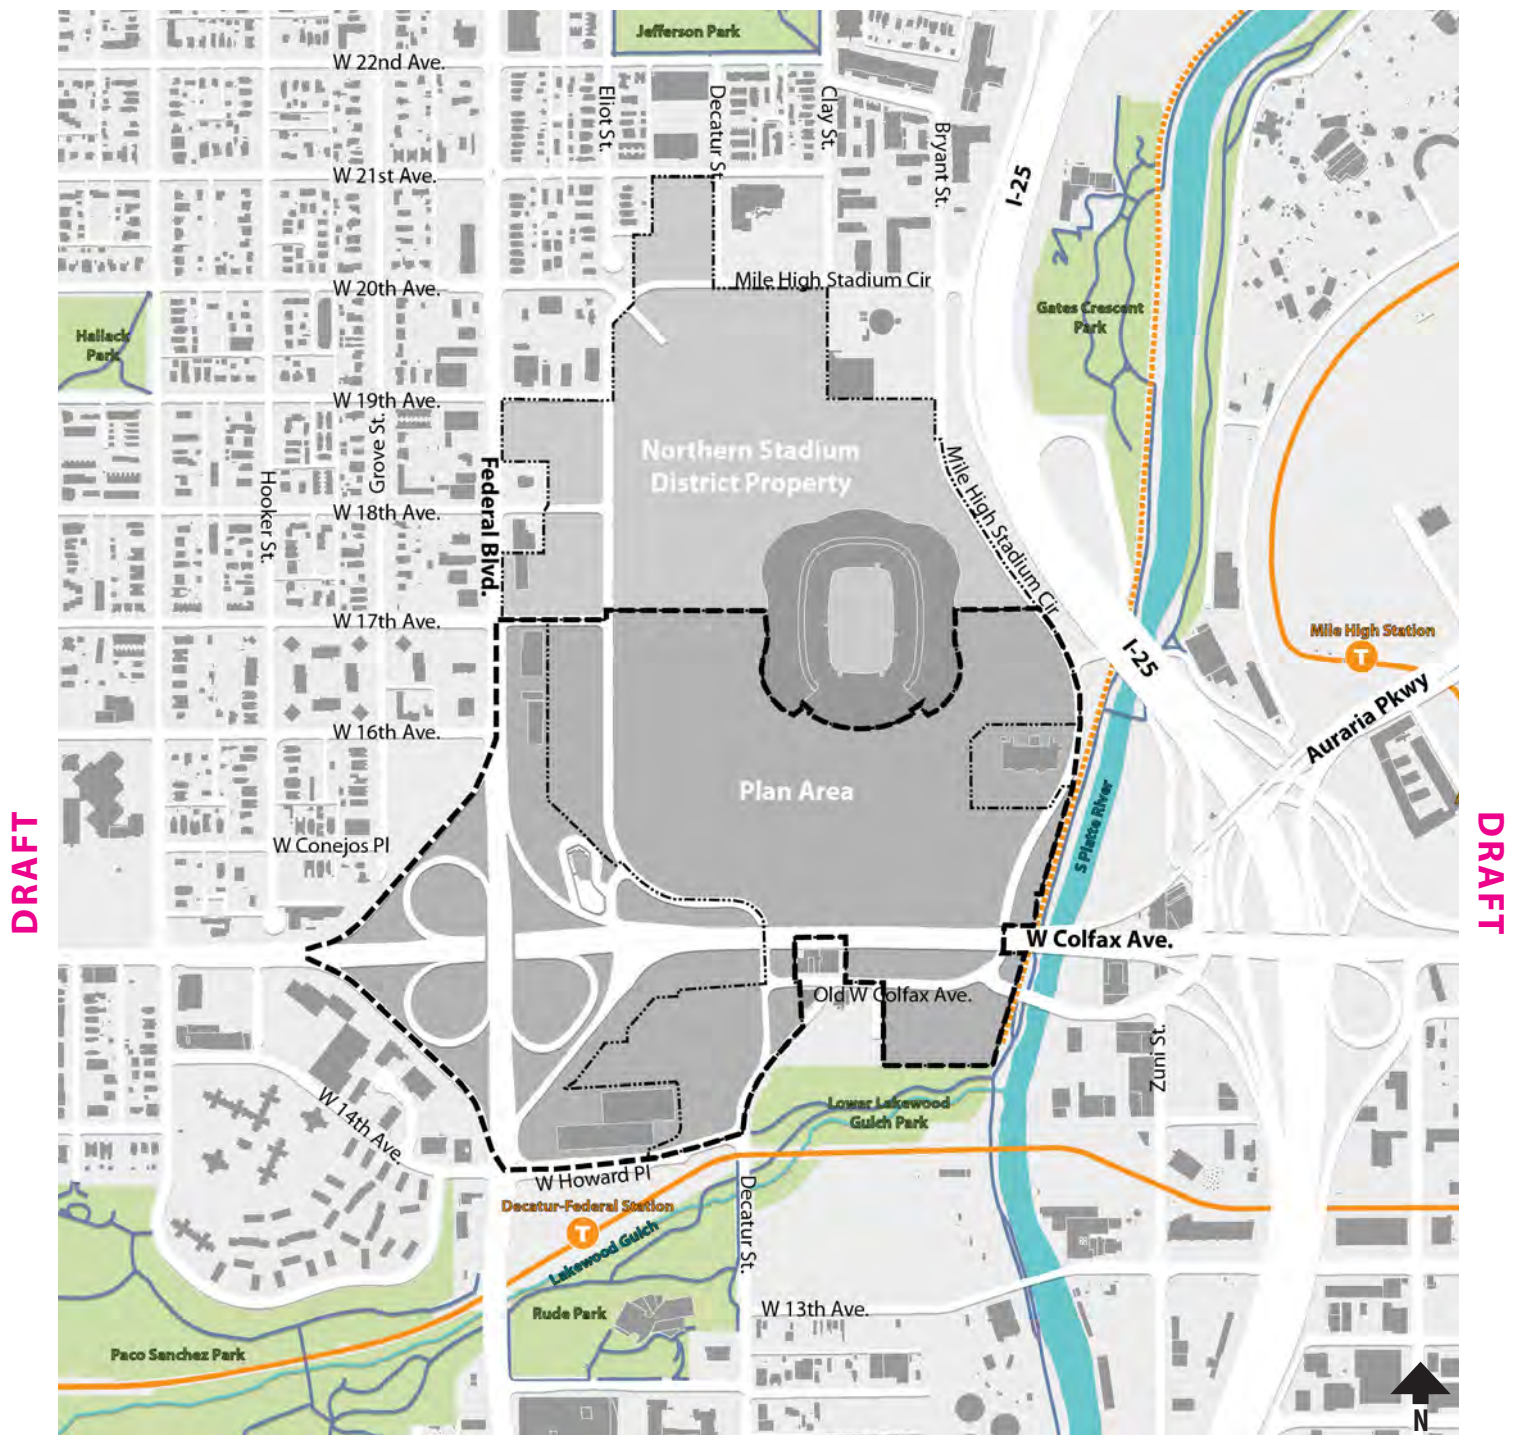 Jefferson Park
W 22nd Ave.
Eliot St.
Decatur St.
Clay St.
Bryant St.
I-25
W 21st Ave.
Mile High Stadium Cir
W 20th Ave.
Gates Crescent
Park
Hallack
Park
W 19th Ave.
Grove St.
Hooker St.
Federal Blvd.
Northern Stadium
District Property
Mile High Stadium Cir
W 18th Ave.
W 17th Ave.
Mile High Station
T
I-25
Auraria Pkwy
W 16th Ave.
Plan Area
S Platte River
DRAFT
DRAFT
W Conejos Pl
W Colfax Ave.
Old W Colfax Ave.
Zuni St.
W 14th Ave.
Lower Lakewood
Gulch Park
W Howard Pl
Decatur-Federal Station
T
Lakewood Gulch
Decatur St.
Rude Park
W 13th Ave.
Paco Sanchez Park
N